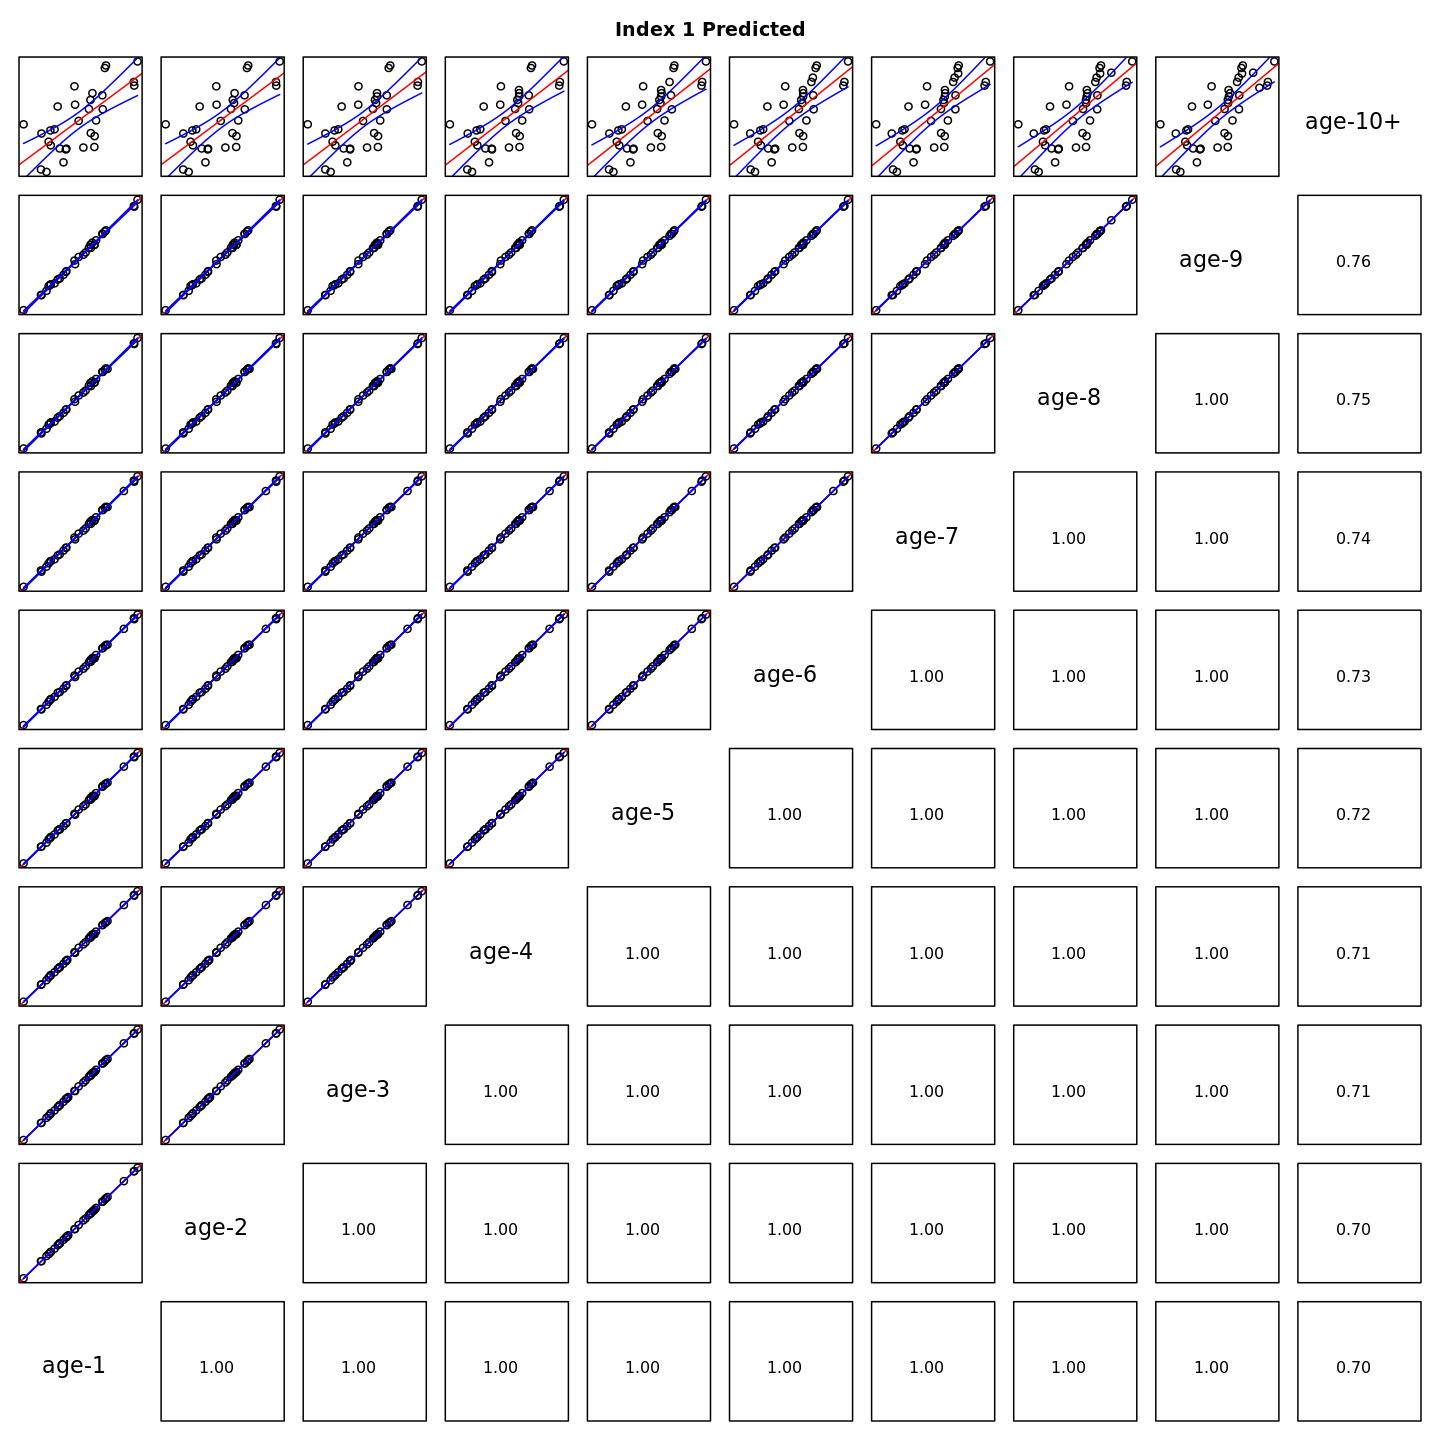 Index 1 Predicted
age-10+
age-9 0.76
age-8 1.00 0.75
age-7 1.00 1.00 0.74
age-6 1.00 1.00 1.00 0.73
age-5 1.00 1.00 1.00 1.00 0.72
age-4 1.00 1.00 1.00 1.00 1.00 0.71
age-3 1.00 1.00 1.00 1.00 1.00 1.00 0.71
age-2 1.00 1.00 1.00 1.00 1.00 1.00 1.00 0.70
age-1 1.00 1.00 1.00 1.00 1.00 1.00 1.00 1.00 0.70